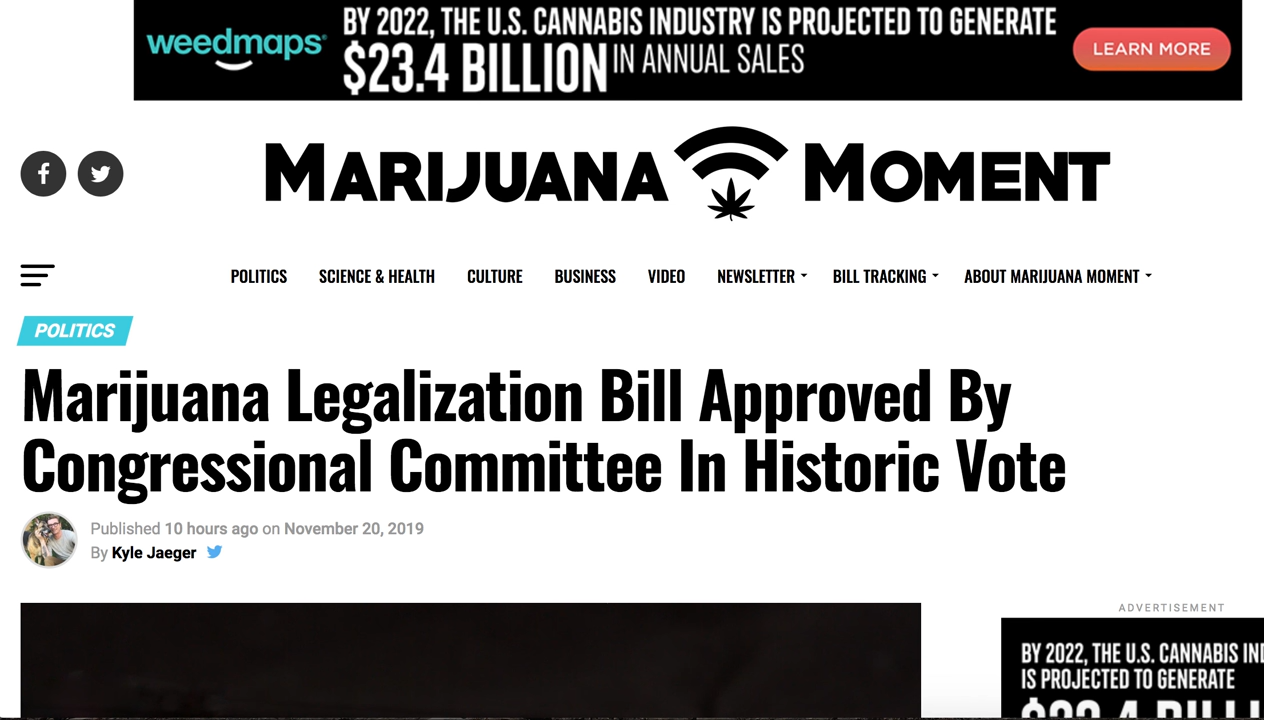 weedmaps
BY 2022, THE U.S. CANNABIS INDUSTRY IS PROJECTED TO GENERATE
$23.4 BILLION IN ANNUAL SALES
LEARN MORE
MARIJUANA MOMENT
POLITICS SCIENCE & HEALTH CULTURE BUSINESS VIDEO NEWSLETTER BILL TRACKING ABOUT MARIJUANA MOMENT
POLITICS
Marijuana Legalization Bill Approved By
Congressional Committee In Historic Vote
Published 10 hours ago on November 20, 2019
By Kyle Jaeger
ADVERTISEMENT
BY 2022, THE U.S. CANNABIS
IS PROJECTED TO GENERATE